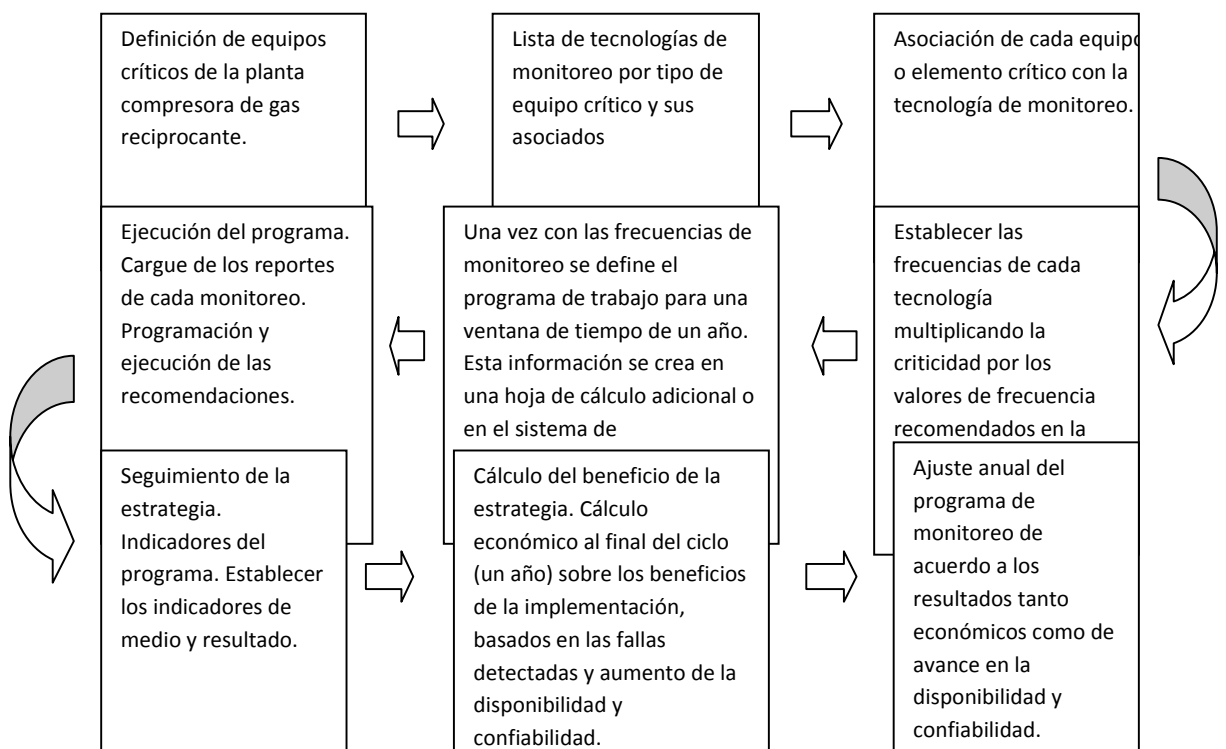 Definición de equipos
críticos de la planta
compresora de gas
reciprocante.
Lista de tecnologías de
monitoreo por tipo de
equipo crítico y sus
asociados
Asociación de cada equipo
o elemento crítico con la
tecnología de monitoreo.
Establecer las
frecuencias de cada
tecnología
multiplicando la
criticidad por los
valores de frecuencia
recomendados en la
Una vez con las frecuencias de
monitoreo se define el
programa de trabajo para una
ventana de tiempo de un año.
Esta información se crea en
una hoja de cálculo adicional o
en el sistema de
Ejecución del programa.
Cargue de los reportes
de cada monitoreo.
Programación y
ejecución de las
recomendaciones.
Seguimiento de la
estrategia.
Indicadores del
programa. Establecer
los indicadores de
medio y resultado.
Cálculo del beneficio de la
estrategia. Cálculo
económico al final del ciclo
(un año) sobre los beneficios
de la implementación,
basados en las fallas
detectadas y aumento de la
disponibilidad y
confiabilidad.
Ajuste anual del
programa de
monitoreo de
acuerdo a los
resultados tanto
económicos como de
avance en la
disponibilidad y
confiabilidad.